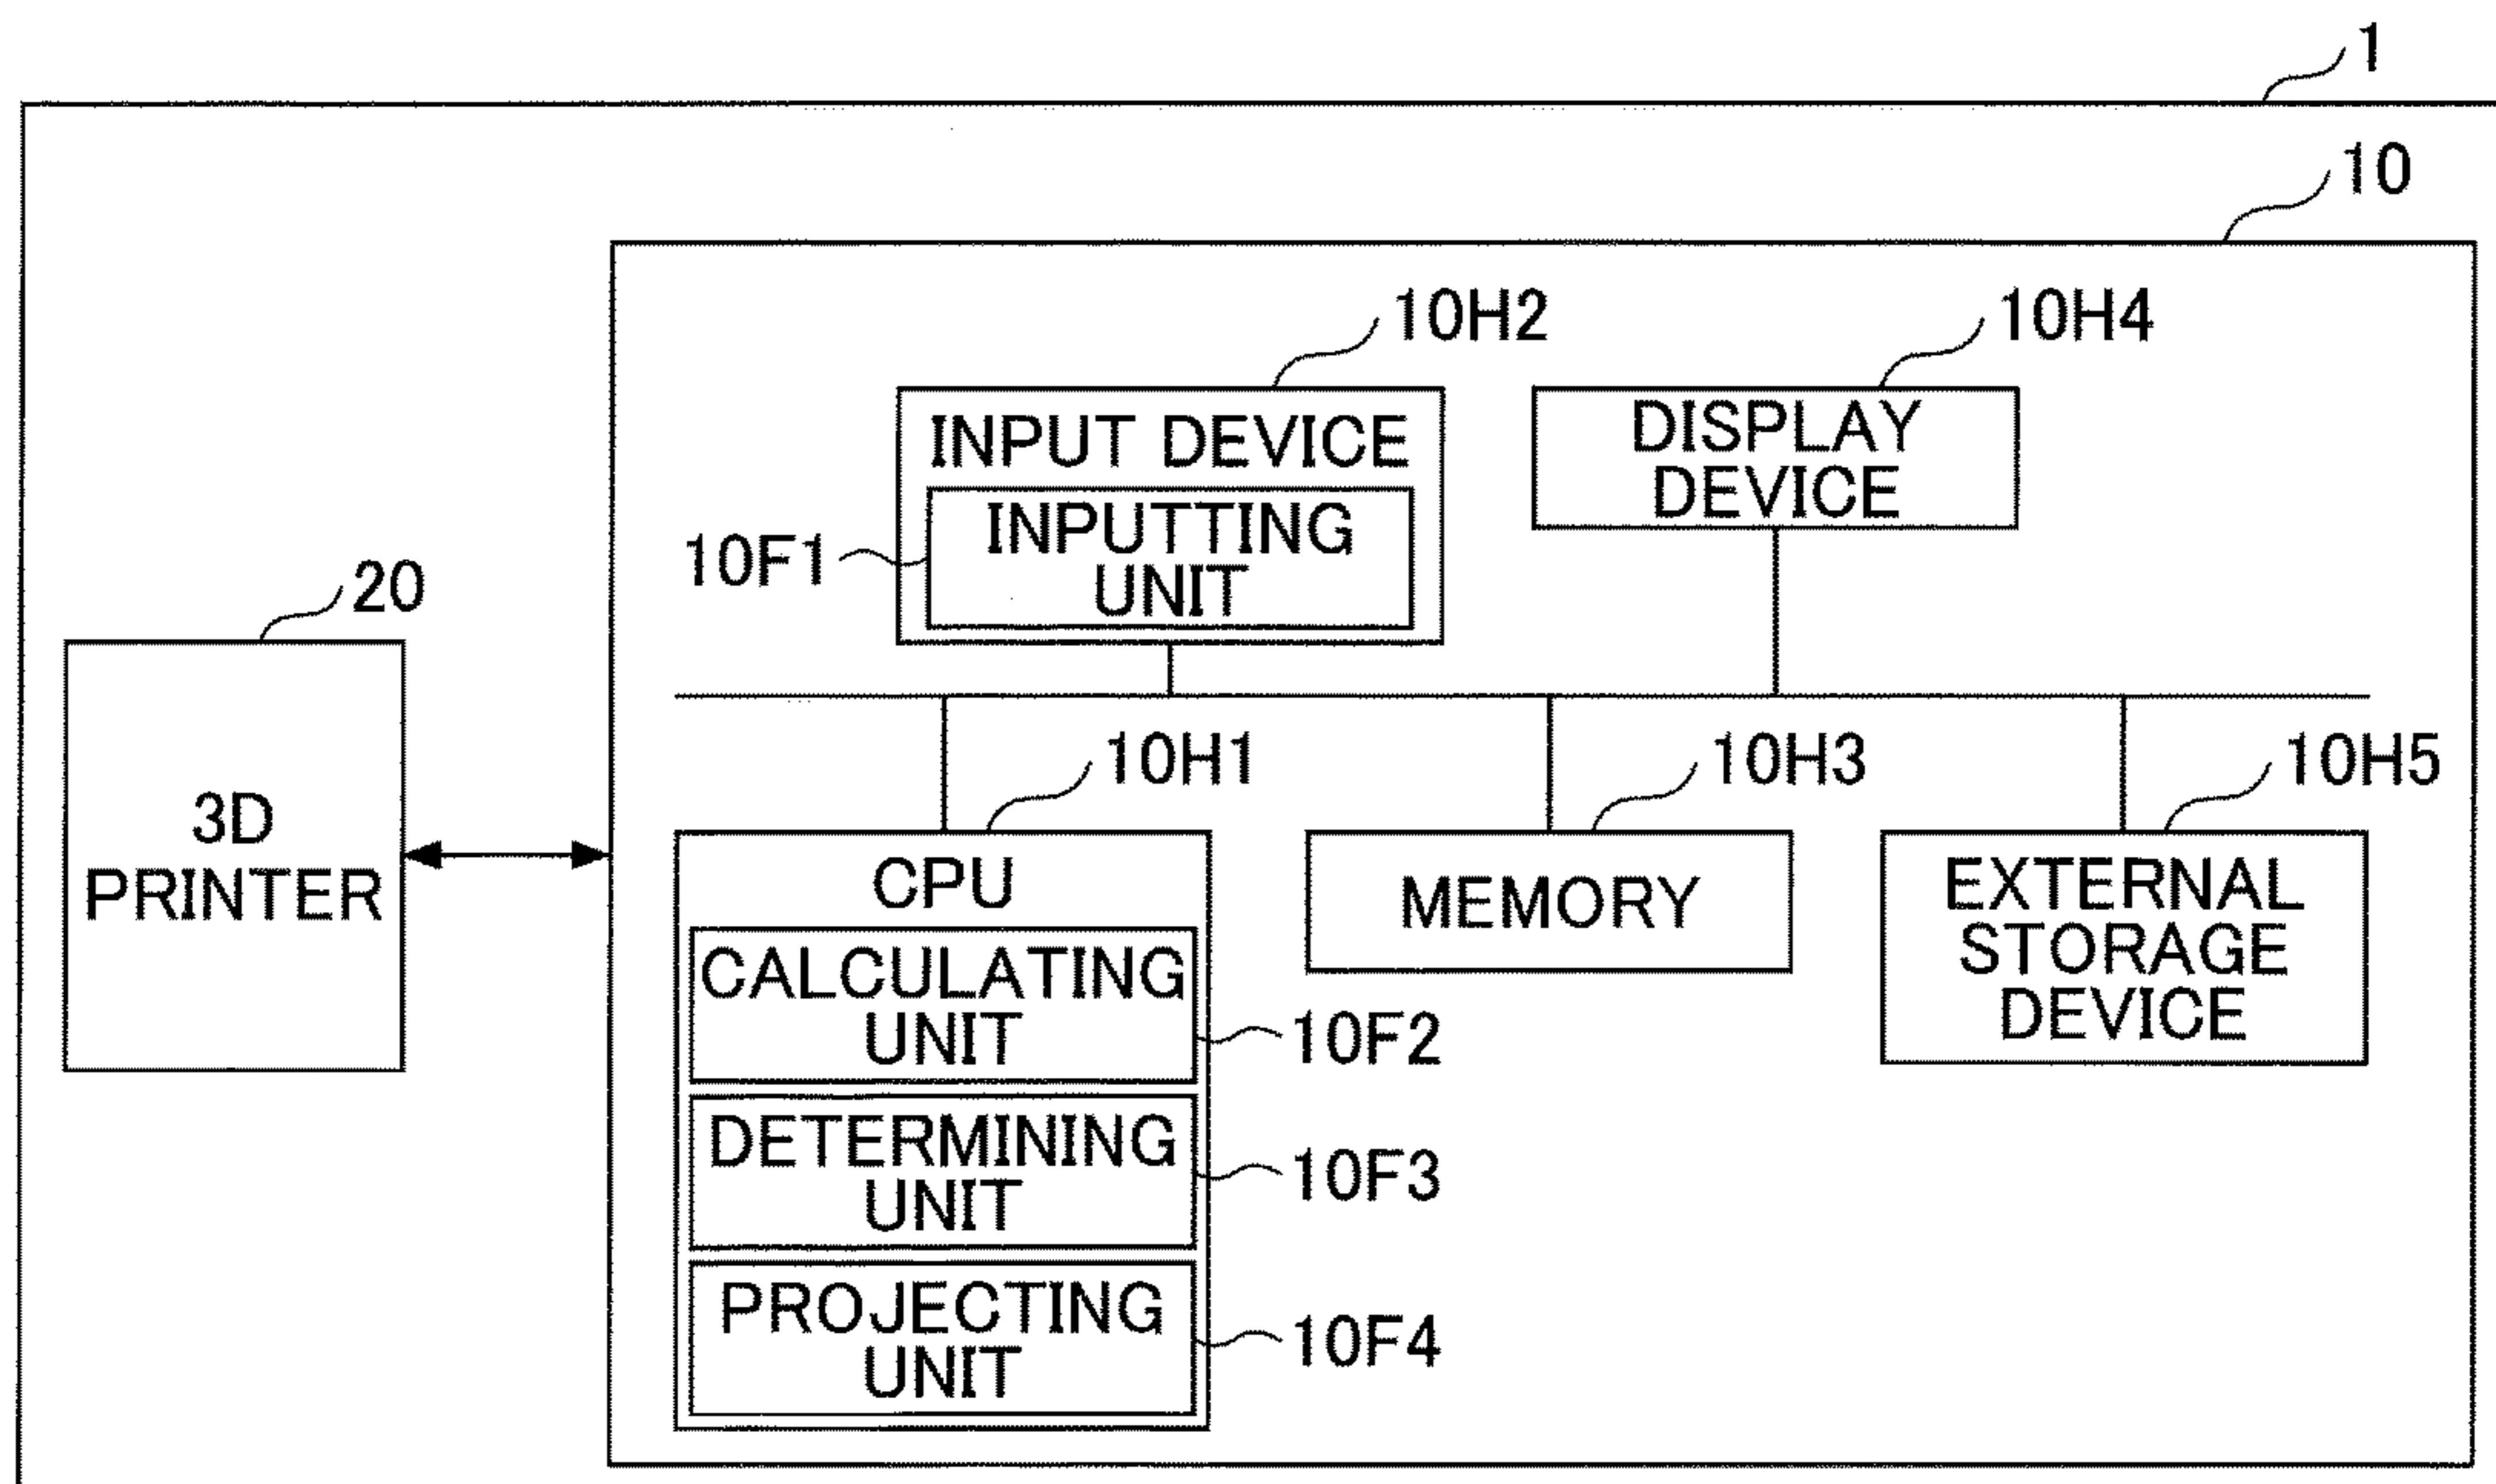 1
10
10H2
10H4
INPUT DEVICE
INPUTTING
UNIT
10F1
DISPLAY
DEVICE
20
3D
PRINTER
10H1
10H3
10H5
CPU
CALCULATING
UNIT
10F2
DETERMINING
UNIT
10F3
PROJECTING
UNIT
10F4
MEMORY
EXTERNAL
STORAGE
DEVICE